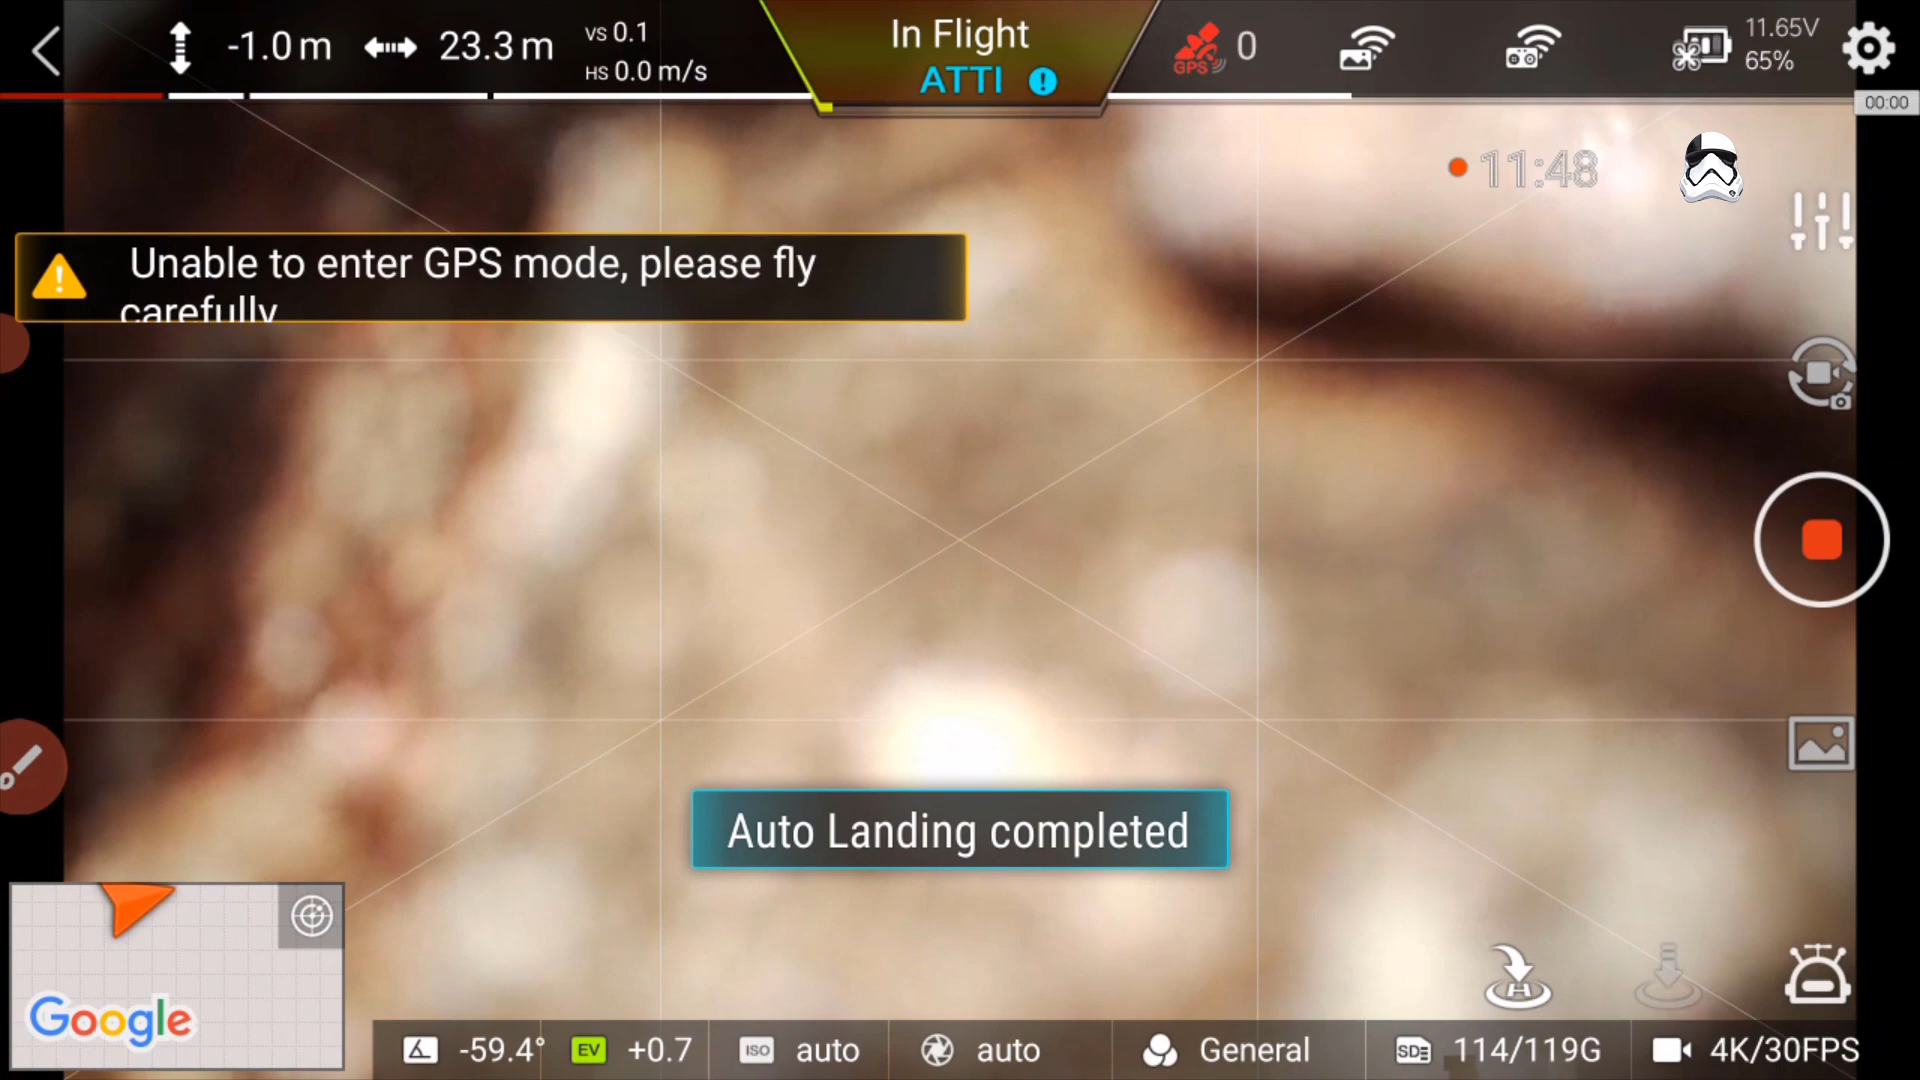 -1.0 m
23.3 m
VS 0.1
HS 0.0 m/s
In Flight
ATTI
GPS
0
11.65V
65%
00:00
11:48
Unable to enter GPS mode, please fly
carefully
Auto Landing completed
Google
-59.4°
EV
+0.7
ISO
auto
auto
General
SD
114/119G
4K/30FPS